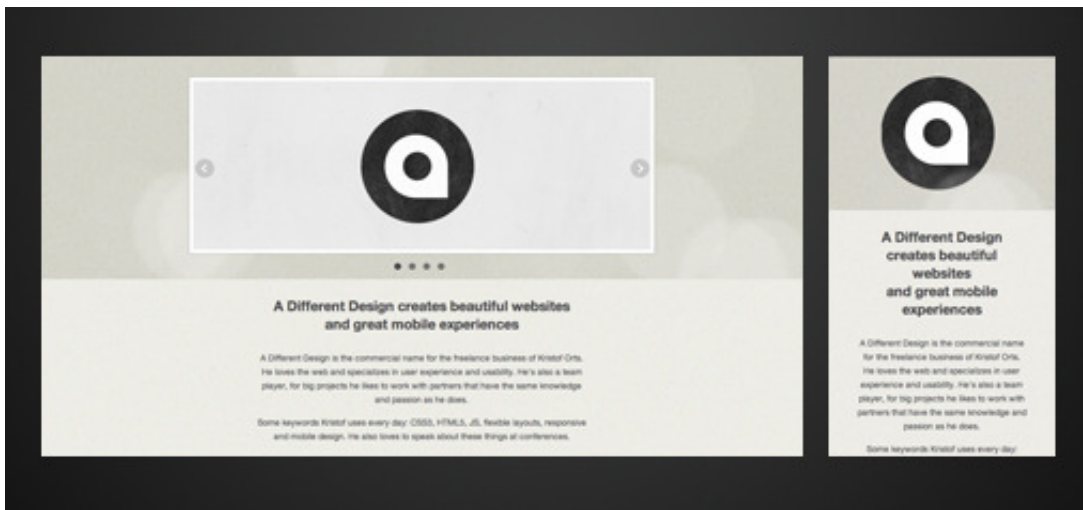 A Different Design creates beautiful websites
and great mobile experiences
A Different Design is the commercial name for the freelance business of Kristof Orts.
He loves the web and specializes in user experience and usability. He's also a team
player, for big projects he likes to work with partners that have the same knowledge
and passion as he does.
Some keywords Kristof uses every day: CSS3, HTML5, JS, flexible layouts, responsive
and mobile design. He also loves to speak about these things at conferences.
A Different Design
creates beautiful
websites
and great mobile
experiences
A Different Design is the commercial name
for the freelance business of Kristof Orts.
He loves the web and specializes in user
experience and usability. He's also a team
player, for big projects he likes to work with
partners that have the same knowledge and
passion as he does.
Some keywords Kristof uses every day: